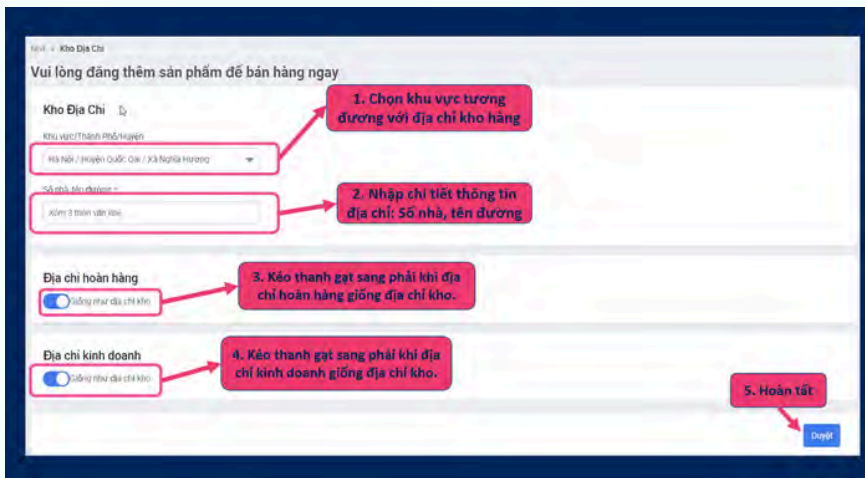 Kho Địa Chỉ
Vui lòng đăng thêm sản phẩm để bán hàng ngay
Kho Địa Chỉ
Khu vực/Thành Phố/Huyện
Hà Nội / Huyện Quốc Oai / Xã Nghĩa Hương
Số nhà, tên đường *
Xóm 3 thôn văn khê
1. Chọn khu vực tương
đương với địa chỉ kho hàng
2. Nhập chi tiết thông tin
địa chỉ: Số nhà, tên đường
Địa chỉ hoàn hàng
Giống như địa chỉ kho
3. Kéo thanh gạt sang phải khi địa
chỉ hoàn hàng giống địa chỉ kho.
Địa chỉ kinh doanh
Giống như địa chỉ kho
4. Kéo thanh gạt sang phải khi địa
chỉ kinh doanh giống địa chỉ kho.
5. Hoàn tất
Duyệt